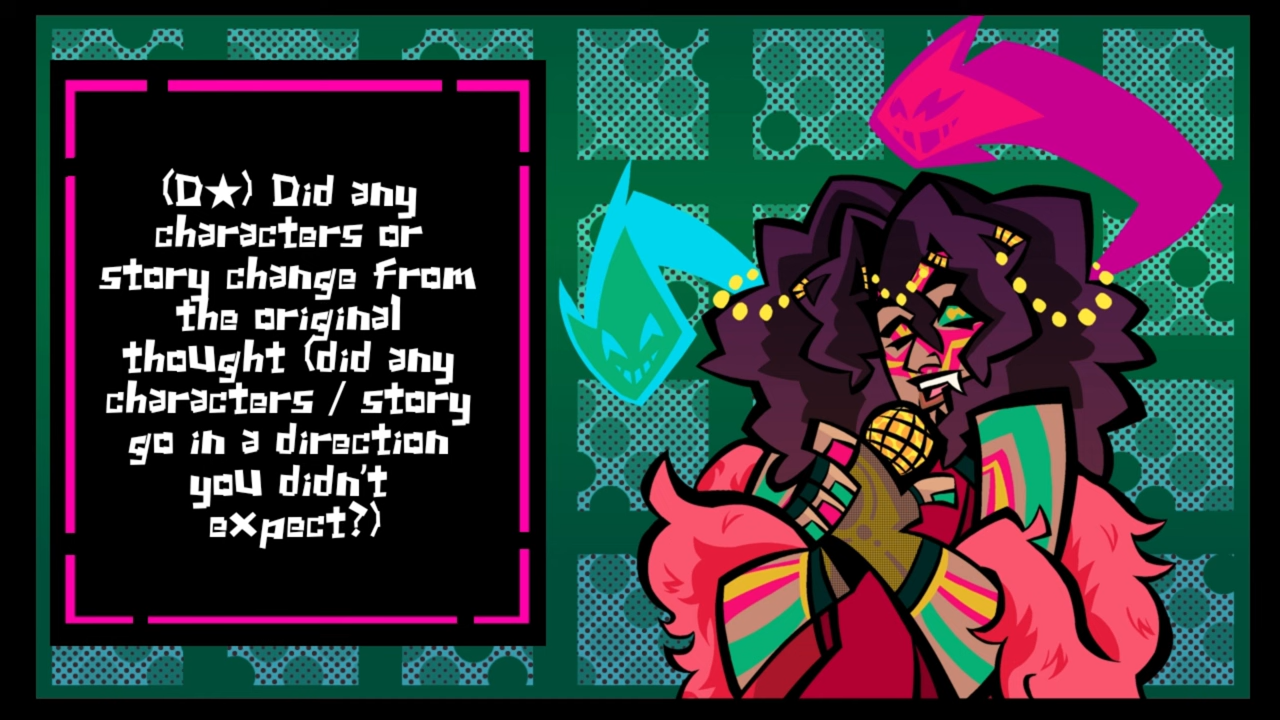 (D★) Did any
characters or
story change from
the original
thought (did any
characters / story
go in a direction
you didn't
expect?)